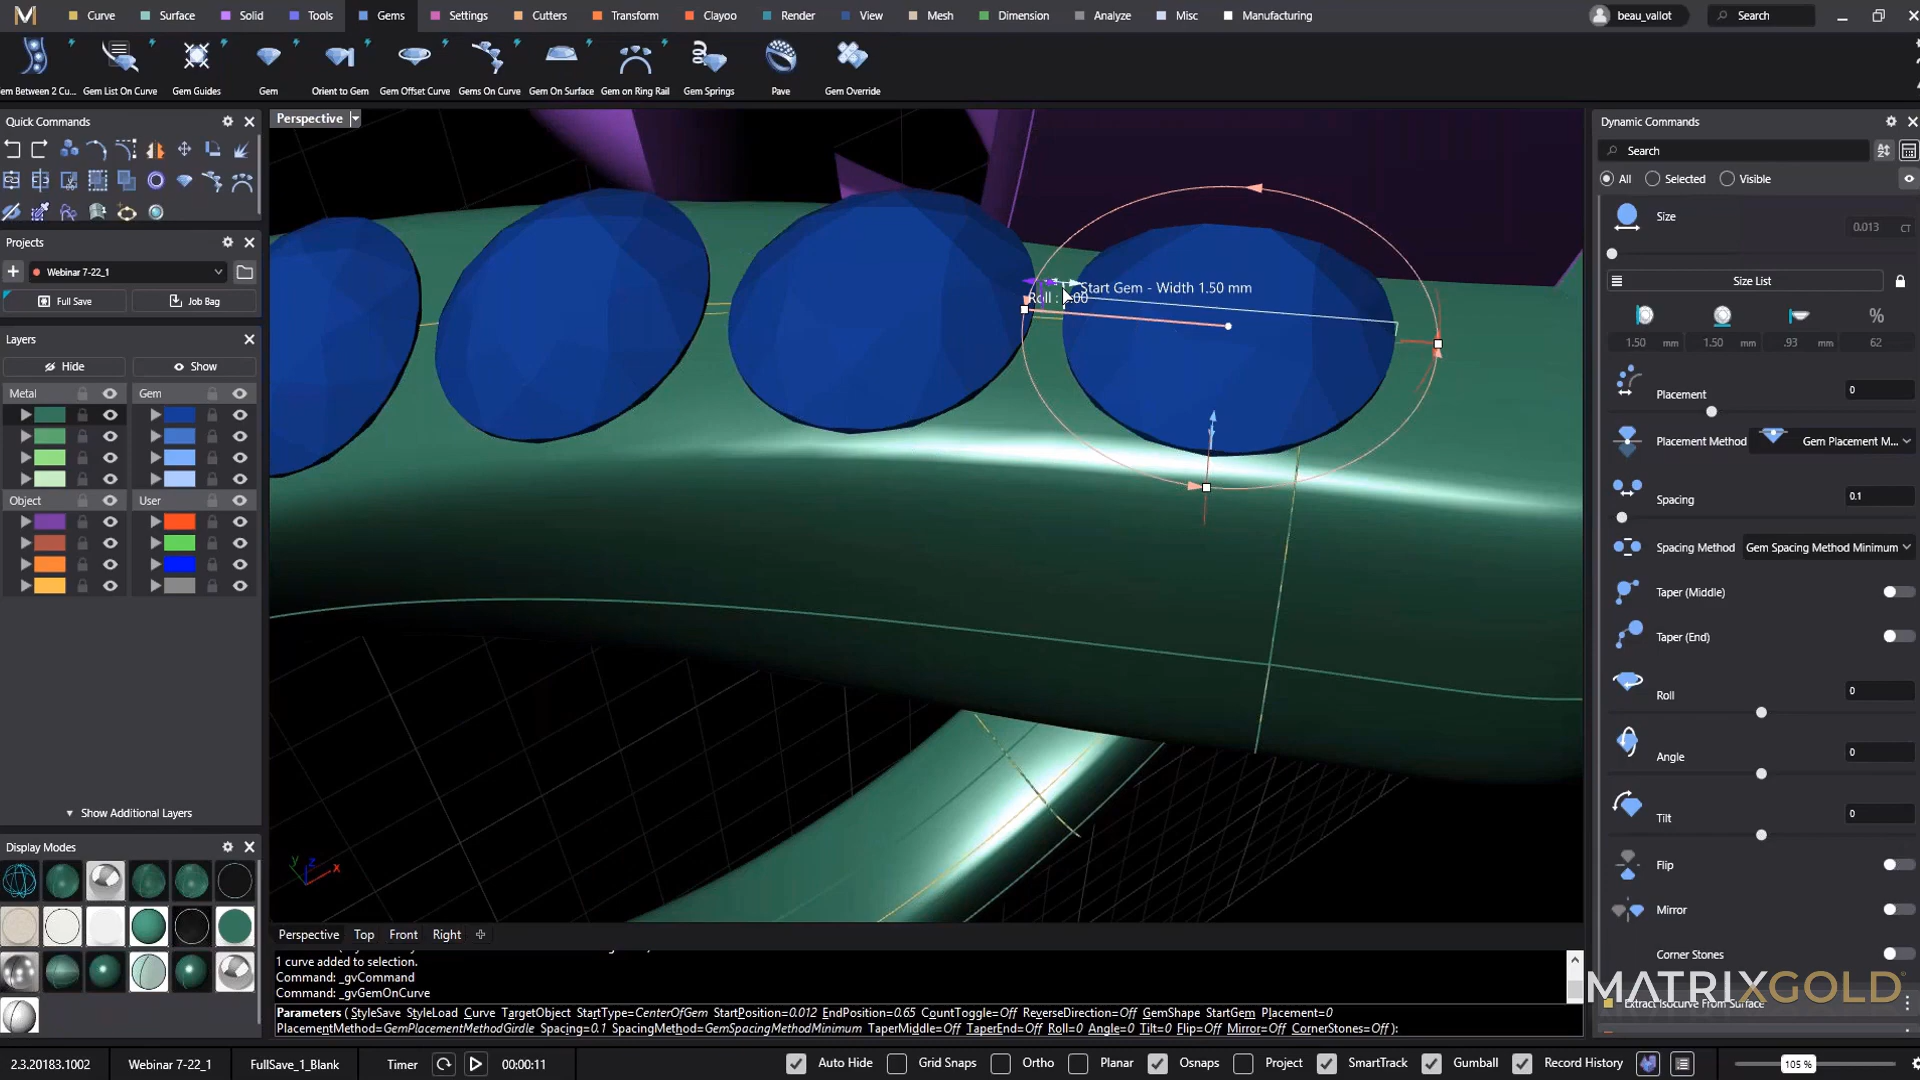 Curve Surface Solid Tools Gems Settings Cutters Transform Clayoo Render View Mesh Dimension Analyze Misc Manufacturing beau_vallot Search
em Between 2 Cu... Gem List On Curve Gem Guides Gem Orient to Gem Gem Offset Curve Gems On Curve Gem On Surface Gem on Ring Rail Gem Springs Pave Gem Override
Quick Commands
Projects
Webinar 7-22_1
Full Save Job Bag
Layers
Hide Show
Metal Gem
Object User
Show Additional Layers
Display Modes
Perspective
Start Gem - Width 1.50 mm
Perspective Top Front Right
1 curve added to selection.
Command: _gvCommand
Command: _gvGemOnCurve
Parameters ( StyleSave StyleLoad Curve TargetObject StartType=CenterOfGem StartPosition=0.012 EndPosition=0.65 CountToggle=Off ReverseDirection=Off GemShape StartGem Placement=0
PlacementMethod=GemPlacementMethodGirdle Spacing=0.1 SpacingMethod=GemSpacingMethodMinimum TaperMiddle=Off TaperEnd=Off Roll=0 Angle=0 Tilt=0 Flip=Off Mirror=Off CornerStones=Off ):
Dynamic Commands
Search
All Selected Visible
Size 0.013 CT
Size List
%
1.50 mm 1.50 mm .93 mm 62
Placement 0
Placement Method Gem Placement M...
Spacing 0.1
Spacing Method Gem Spacing Method Minimum
Taper (Middle)
Taper (End)
Roll 0
Angle 0
Tilt 0
Flip
Mirror
Corner Stones
MATRIXGOLD
Extract Isocurve From Surface
2.3.20183.1002 Webinar 7-22_1 FullSave_1_Blank Timer 00:00:11 Auto Hide Grid Snaps Ortho Planar Osnaps Project SmartTrack Gumball Record History 105 %